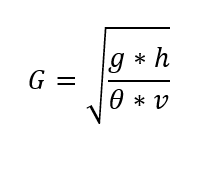 G = √((g * h) / (θ * v))